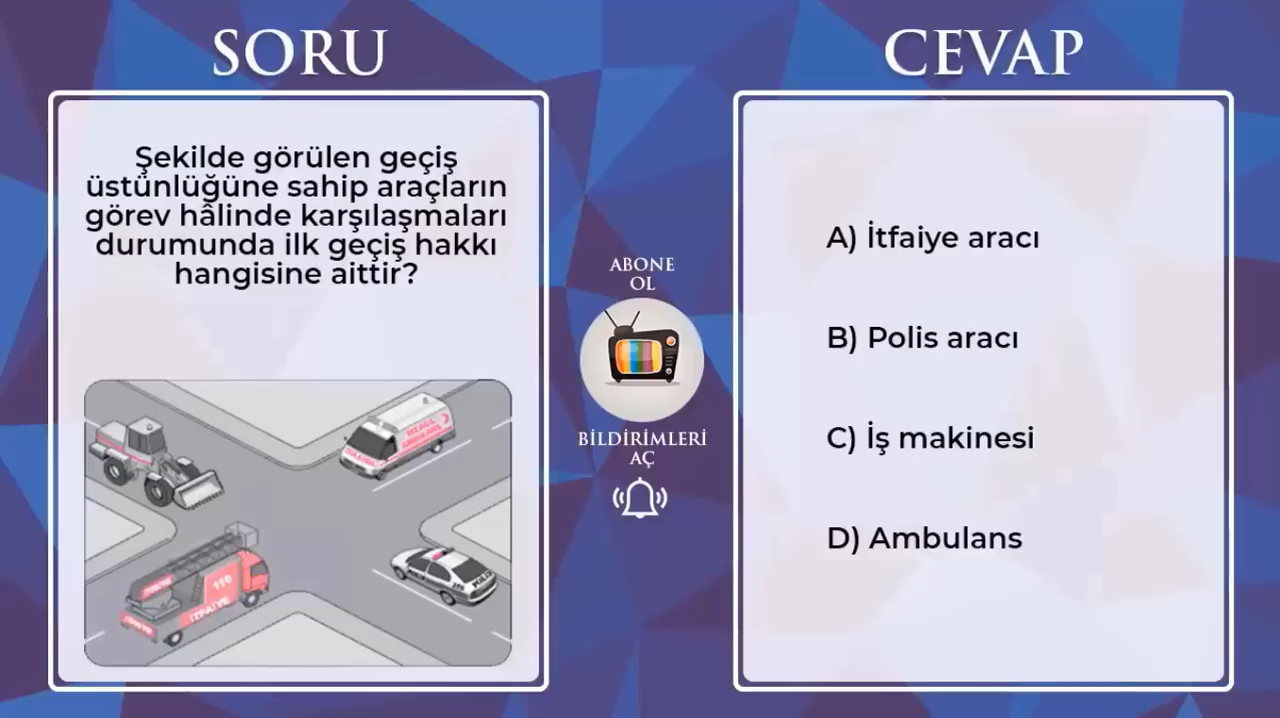 SORU
Şekilde görülen geçiş
üstünlüğüne sahip araçların
görev hâlinde karşılaşmaları
durumunda ilk geçiş hakkı
hangisine aittir?
110
İTFAİYE
POLİS
ABONE
OL
BİLDİRİMLERİ
AÇ
CEVAP
A) İtfaiye aracı
B) Polis aracı
C) İş makinesi
D) Ambulans